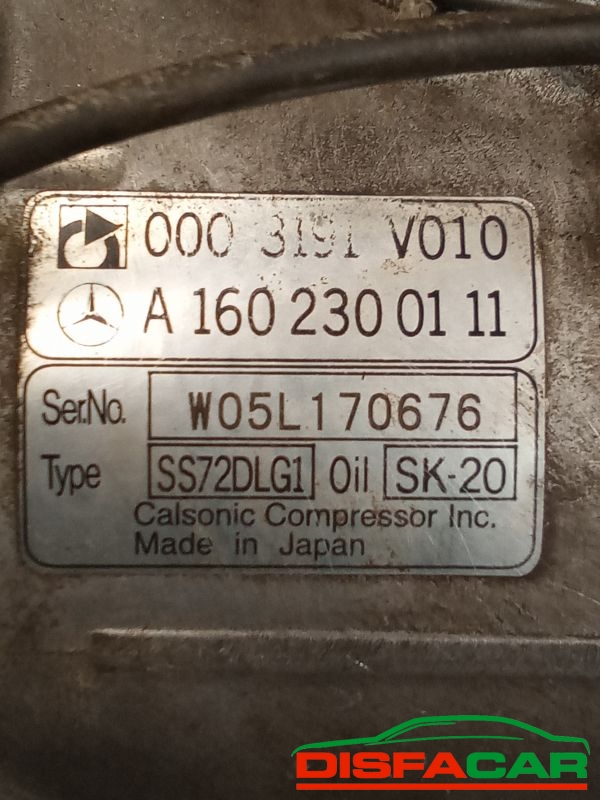 000 3191 V010
A 160 230 01 11
Ser.No. W05L170676
Type SS72DLG1 Oil SK-20
Calsonic Compressor Inc.
Made in Japan
DISFACAR